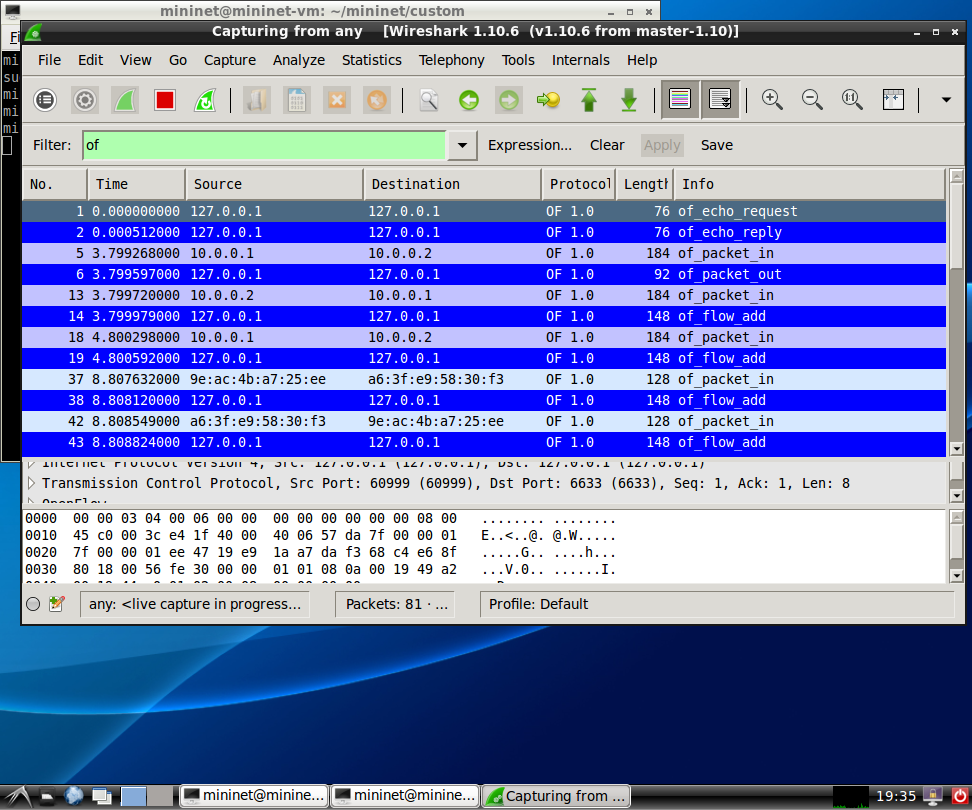 mininet@mininet-vm: ~/mininet/custom
Capturing from any [Wireshark 1.10.6 (v1.10.6 from master-1.10)]
File Edit View Go Capture Analyze Statistics Telephony Tools Internals Help
Filter: of Expression... Clear Apply Save
No. Time Source Destination Protocol Length Info
1 0.000000000 127.0.0.1 127.0.0.1 OF 1.0 76 of_echo_request
2 0.000512000 127.0.0.1 127.0.0.1 OF 1.0 76 of_echo_reply
5 3.799268000 10.0.0.1 10.0.0.2 OF 1.0 184 of_packet_in
6 3.799597000 127.0.0.1 127.0.0.1 OF 1.0 92 of_packet_out
13 3.799720000 10.0.0.2 10.0.0.1 OF 1.0 184 of_packet_in
14 3.799979000 127.0.0.1 127.0.0.1 OF 1.0 148 of_flow_add
18 4.800298000 10.0.0.1 10.0.0.2 OF 1.0 184 of_packet_in
19 4.800592000 127.0.0.1 127.0.0.1 OF 1.0 148 of_flow_add
37 8.807632000 9e:ac:4b:a7:25:ee a6:3f:e9:58:30:f3 OF 1.0 128 of_packet_in
38 8.808120000 127.0.0.1 127.0.0.1 OF 1.0 148 of_flow_add
42 8.808549000 a6:3f:e9:58:30:f3 9e:ac:4b:a7:25:ee OF 1.0 128 of_packet_in
43 8.808824000 127.0.0.1 127.0.0.1 OF 1.0 148 of_flow_add
Internet Protocol Version 4, Src: 127.0.0.1 (127.0.0.1), Dst: 127.0.0.1 (127.0.0.1)
Transmission Control Protocol, Src Port: 60999 (60999), Dst Port: 6633 (6633), Seq: 1, Ack: 1, Len: 8
OpenFlow
0000 00 00 03 04 00 06 00 00 00 00 00 00 00 00 08 00 ........ ........
0010 45 c0 00 3c e4 1f 40 00 40 06 57 da 7f 00 00 01 E..<..@. @.W.....
0020 7f 00 00 01 ee 47 19 e9 1a a7 da f3 68 c4 e6 8f .....G.. ....h...
0030 80 18 00 56 fe 30 00 00 01 01 08 0a 00 19 49 a2 ...V.0.. ......I.
any: <live capture in progress... Packets: 81 · ... Profile: Default
mininet@minine... mininet@minine... Capturing from ... 19:35